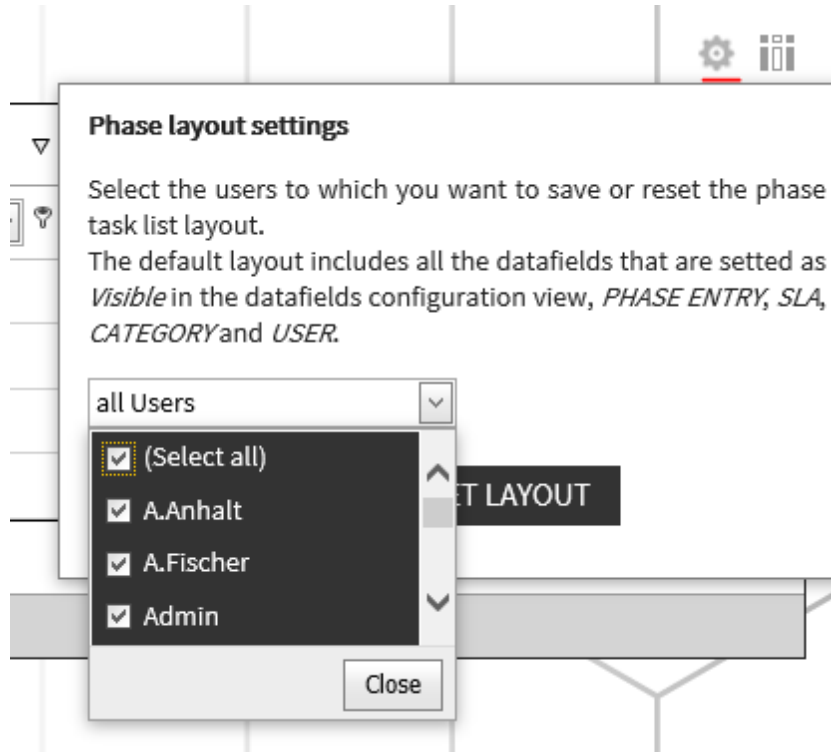 Phase layout settings
Select the users to which you want to save or reset the phase
task list layout.
The default layout includes all the datafields that are setted as
Visible in the datafields configuration view, PHASE ENTRY, SLA,
CATEGORY and USER.
all Users
(Select all)
A.Anhalt
A.Fischer
Admin
LAYOUT
Close